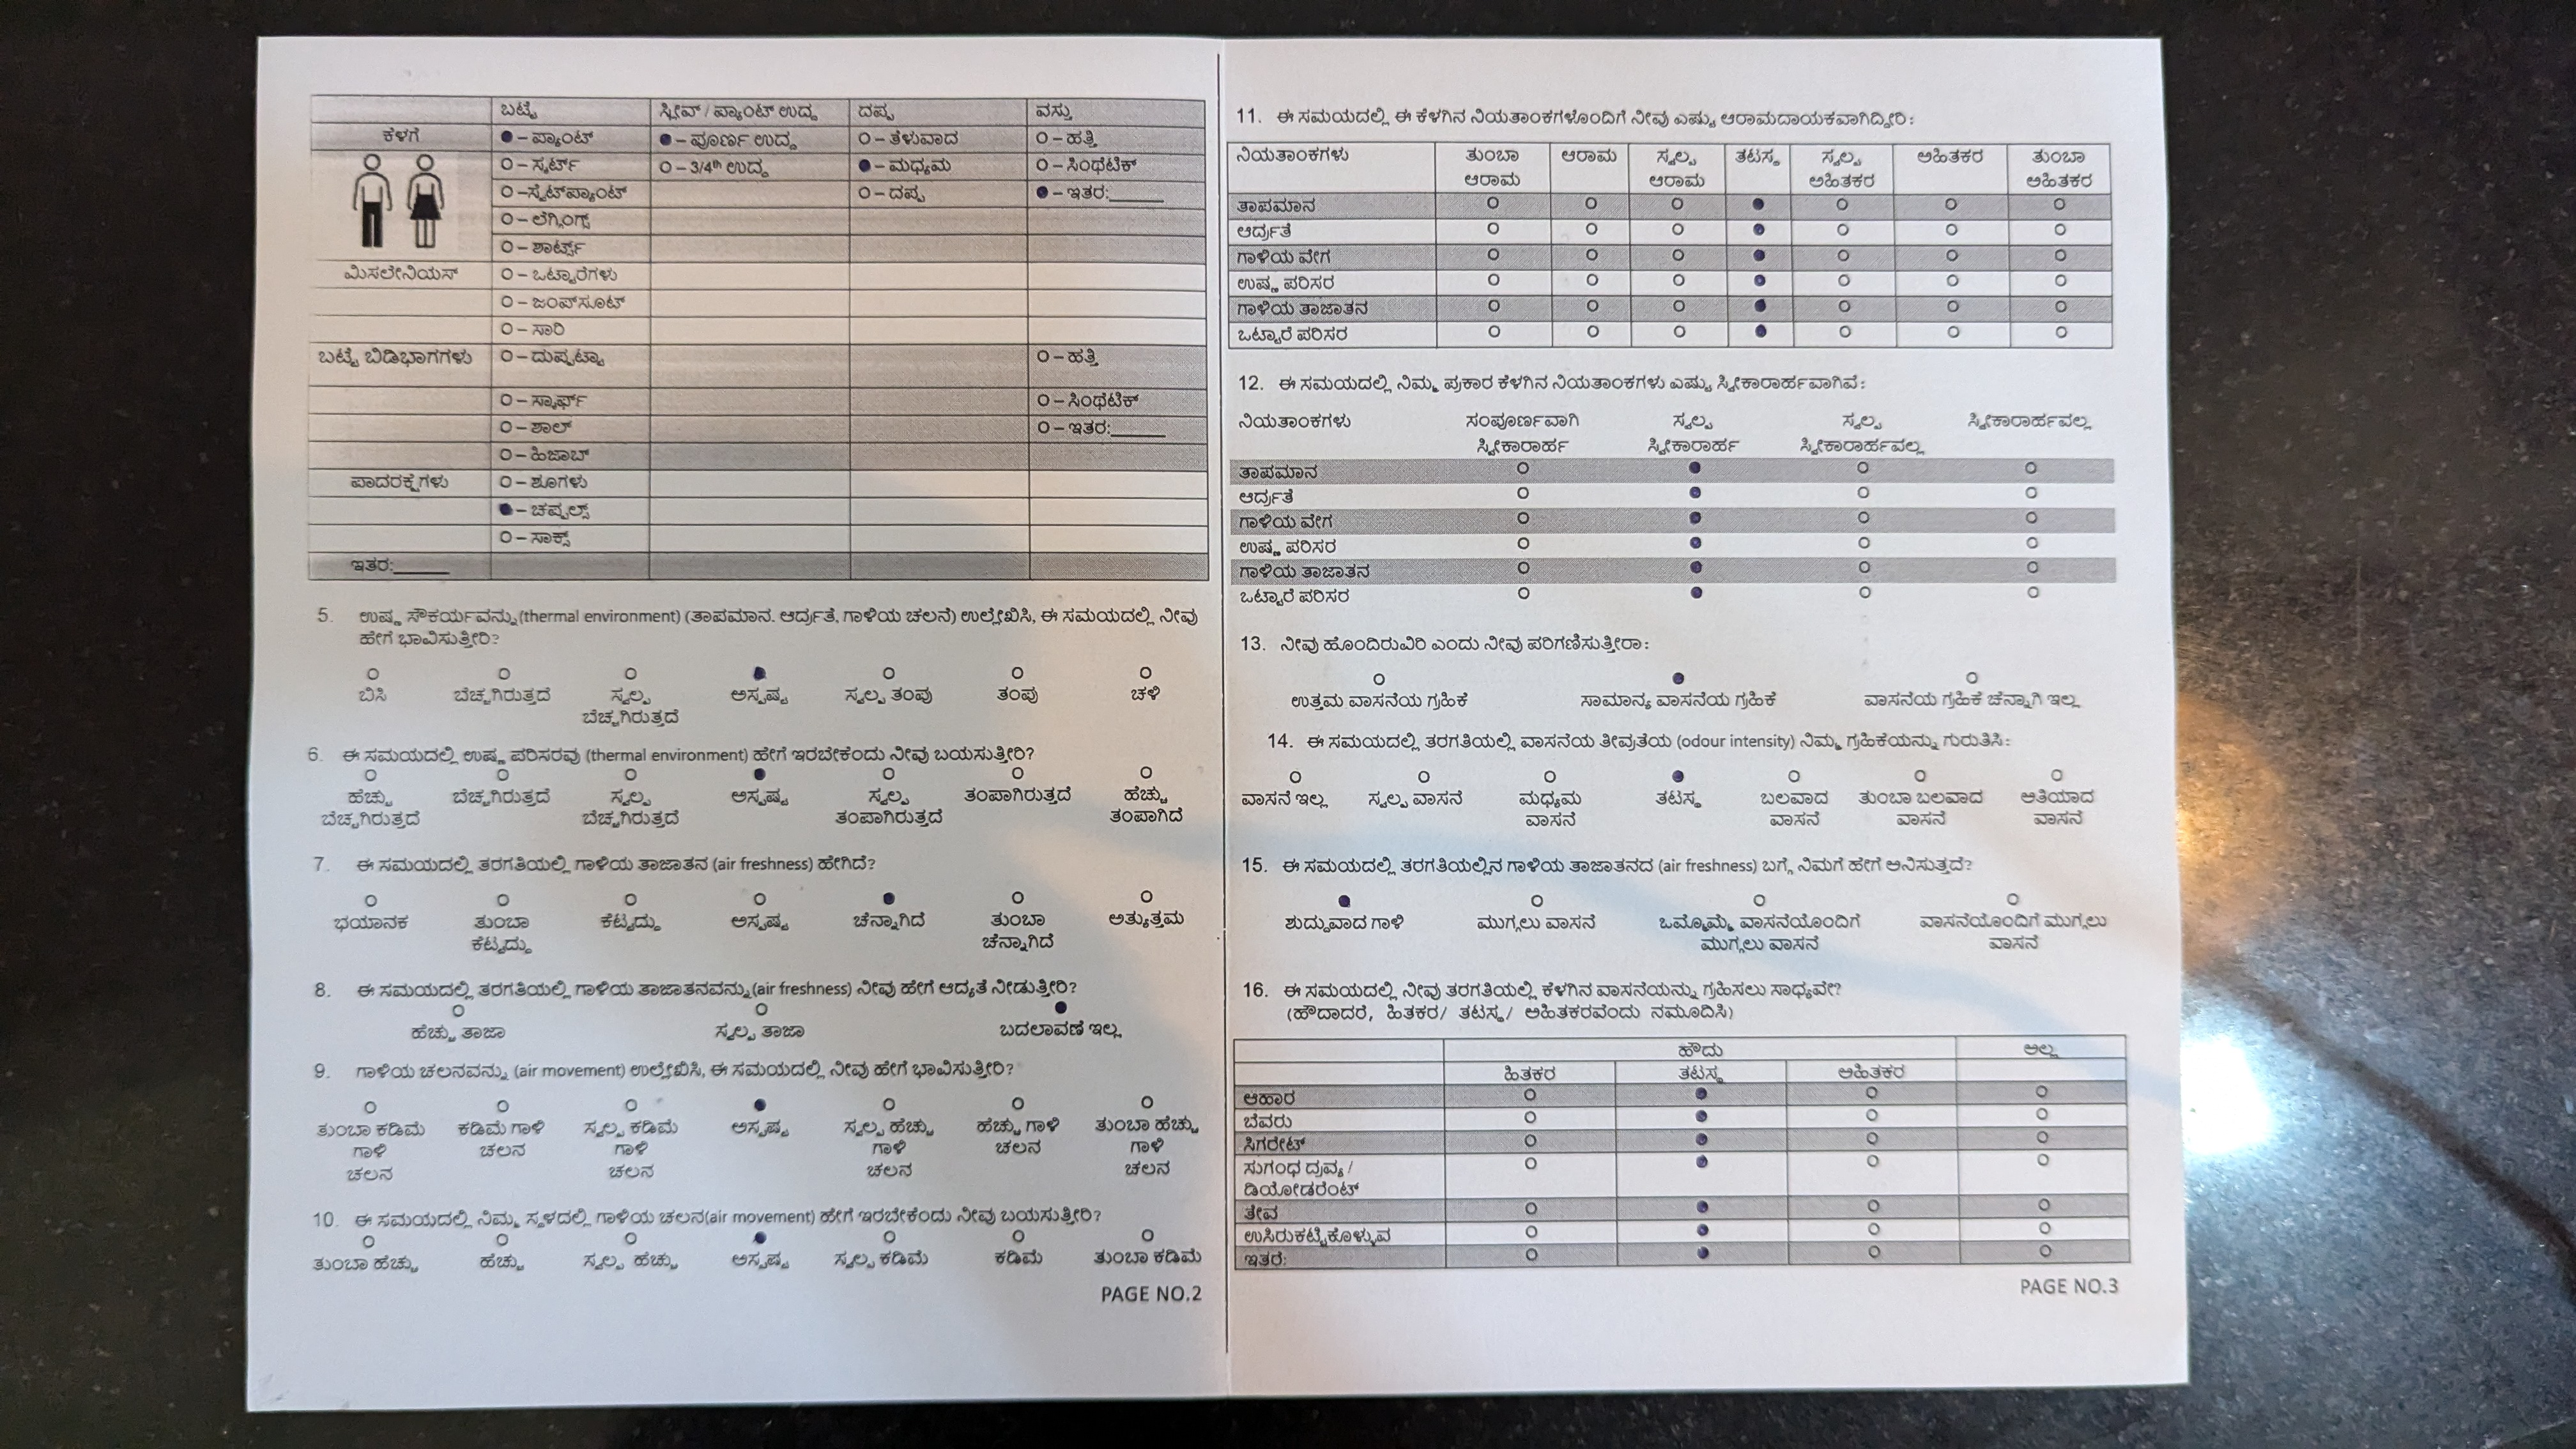 ಬಟ್ಟೆ ಸ್ಲೀವ್ / ಪ್ಯಾಂಟ್ ಉದ್ದ ದಪ್ಪ ವಸ್ತು
ಕೆಳಗೆ ●– ಪ್ಯಾಂಟ್ ●– ಪೂರ್ಣ ಉದ್ದ O – ತೆಳುವಾದ O – ಹತ್ತಿ
O – ಸ್ಕರ್ಟ್ O – 3/4th ಉದ್ದ ●– ಮಧ್ಯಮ O – ಸಿಂಥೆಟಿಕ್
O –ಸ್ವೆಟ್‌ಪ್ಯಾಂಟ್ O – ದಪ್ಪ ●– ಇತರ:______
O – ಲೆಗ್ಗಿಂಗ್ಸ್
O – ಶಾರ್ಟ್ಸ್
ಮಿಸಲೇನಿಯಸ್ O – ಒಟ್ಟಾರೆಗಳು
O – ಜಂಪ್‌ಸೂಟ್
O – ಸಾರಿ
ಬಟ್ಟೆ ಬಿಡಿಭಾಗಗಳು O – ದುಪ್ಪಟ್ಟಾ O – ಹತ್ತಿ
O – ಸ್ಕಾರ್ಫ್ O – ಸಿಂಥೆಟಿಕ್
O – ಶಾಲ್ O – ಇತರ:______
O – ಹಿಜಾಬ್
ಪಾದರಕ್ಷೆಗಳು O – ಶೂಗಳು
●– ಚಪ್ಪಲ್ಸ್
O – ಸಾಕ್ಸ್
ಇತರ:______
5. ಉಷ್ಣ ಸೌಕರ್ಯವನ್ನು(thermal environment) (ತಾಪಮಾನ. ಆರ್ದ್ರತೆ, ಗಾಳಿಯ ಚಲನೆ) ಉಲ್ಲೇಖಿಸಿ, ಈ ಸಮಯದಲ್ಲಿ ನೀವು
ಹೇಗೆ ಭಾವಿಸುತ್ತೀರಿ?
ಬಿಸಿ ಬೆಚ್ಚಗಿರುತ್ತದೆ ಸ್ವಲ್ಪ ಅಸ್ಪಷ್ಟ ಸ್ವಲ್ಪ ತಂಪು ತಂಪು ಚಳಿ
ಬೆಚ್ಚಗಿರುತ್ತದೆ
6. ಈ ಸಮಯದಲ್ಲಿ ಉಷ್ಣ ಪರಿಸರವು (thermal environment) ಹೇಗೆ ಇರಬೇಕೆಂದು ನೀವು ಬಯಸುತ್ತೀರಿ?
ಹೆಚ್ಚು ಬೆಚ್ಚಗಿರುತ್ತದೆ ಸ್ವಲ್ಪ ಅಸ್ಪಷ್ಟ ಸ್ವಲ್ಪ ತಂಪಾಗಿರುತ್ತದೆ ಹೆಚ್ಚು
ಬೆಚ್ಚಗಿರುತ್ತದೆ ಬೆಚ್ಚಗಿರುತ್ತದೆ ತಂಪಾಗಿರುತ್ತದೆ ತಂಪಾಗಿದೆ
7. ಈ ಸಮಯದಲ್ಲಿ ತರಗತಿಯಲ್ಲಿ ಗಾಳಿಯ ತಾಜಾತನ (air freshness) ಹೇಗಿದೆ?
ಭಯಾನಕ ತುಂಬಾ ಕೆಟ್ಟದ್ದು ಅಸ್ಪಷ್ಟ ಚೆನ್ನಾಗಿದೆ ತುಂಬಾ ಅತ್ಯುತ್ತಮ
ಕೆಟ್ಟದ್ದು ಚೆನ್ನಾಗಿದೆ
8. ಈ ಸಮಯದಲ್ಲಿ ತರಗತಿಯಲ್ಲಿ ಗಾಳಿಯ ತಾಜಾತನವನ್ನು(air freshness) ನೀವು ಹೇಗೆ ಆದ್ಯತೆ ನೀಡುತ್ತೀರಿ?
ಹೆಚ್ಚು ತಾಜಾ ಸ್ವಲ್ಪ ತಾಜಾ ಬದಲಾವಣೆ ಇಲ್ಲ
9. ಗಾಳಿಯ ಚಲನವನ್ನು (air movement) ಉಲ್ಲೇಖಿಸಿ, ಈ ಸಮಯದಲ್ಲಿ ನೀವು ಹೇಗೆ ಭಾವಿಸುತ್ತೀರಿ?
ತುಂಬಾ ಕಡಿಮೆ ಕಡಿಮೆ ಗಾಳಿ ಸ್ವಲ್ಪ ಕಡಿಮೆ ಅಸ್ಪಷ್ಟ ಸ್ವಲ್ಪ ಹೆಚ್ಚು ಹೆಚ್ಚು ಗಾಳಿ ತುಂಬಾ ಹೆಚ್ಚು
ಗಾಳಿ ಚಲನ ಗಾಳಿ ಗಾಳಿ ಚಲನ ಗಾಳಿ
ಚಲನ ಚಲನ ಚಲನ ಚಲನ
10. ಈ ಸಮಯದಲ್ಲಿ ನಿಮ್ಮ ಸ್ಥಳದಲ್ಲಿ ಗಾಳಿಯ ಚಲನ(air movement) ಹೇಗೆ ಇರಬೇಕೆಂದು ನೀವು ಬಯಸುತ್ತೀರಿ?
ತುಂಬಾ ಹೆಚ್ಚು ಹೆಚ್ಚು ಸ್ವಲ್ಪ ಹೆಚ್ಚು ಅಸ್ಪಷ್ಟ ಸ್ವಲ್ಪ ಕಡಿಮೆ ಕಡಿಮೆ ತುಂಬಾ ಕಡಿಮೆ
PAGE NO.2
11. ಈ ಸಮಯದಲ್ಲಿ ಈ ಕೆಳಗಿನ ನಿಯತಾಂಕಗಳೊಂದಿಗೆ ನೀವು ಎಷ್ಟು ಆರಾಮದಾಯಕವಾಗಿದ್ದೀರಿ:
ನಿಯತಾಂಕಗಳು ತುಂಬಾ ಆರಾಮ ಸ್ವಲ್ಪ ತಟಸ್ಥ ಸ್ವಲ್ಪ ಅಹಿತಕರ ತುಂಬಾ
ಆರಾಮ ಆರಾಮ ಅಹಿತಕರ ಅಹಿತಕರ
ತಾಪಮಾನ
ಆರ್ದ್ರತೆ
ಗಾಳಿಯ ವೇಗ
ಉಷ್ಣ ಪರಿಸರ
ಗಾಳಿಯ ತಾಜಾತನ
ಒಟ್ಟಾರೆ ಪರಿಸರ
12. ಈ ಸಮಯದಲ್ಲಿ ನಿಮ್ಮ ಪ್ರಕಾರ ಕೆಳಗಿನ ನಿಯತಾಂಕಗಳು ಎಷ್ಟು ಸ್ವೀಕಾರಾರ್ಹವಾಗಿವೆ:
ನಿಯತಾಂಕಗಳು ಸಂಪೂರ್ಣವಾಗಿ ಸ್ವಲ್ಪ ಸ್ವಲ್ಪ ಸ್ವೀಕಾರಾರ್ಹವಲ್ಲ
ಸ್ವೀಕಾರಾರ್ಹ ಸ್ವೀಕಾರಾರ್ಹ ಸ್ವೀಕಾರಾರ್ಹವಲ್ಲ
ತಾಪಮಾನ
ಆರ್ದ್ರತೆ
ಗಾಳಿಯ ವೇಗ
ಉಷ್ಣ ಪರಿಸರ
ಗಾಳಿಯ ತಾಜಾತನ
ಒಟ್ಟಾರೆ ಪರಿಸರ
13. ನೀವು ಹೊಂದಿರುವಿರಿ ಎಂದು ನೀವು ಪರಿಗಣಿಸುತ್ತೀರಾ:
ಉತ್ತಮ ವಾಸನೆಯ ಗ್ರಹಿಕೆ ಸಾಮಾನ್ಯ ವಾಸನೆಯ ಗ್ರಹಿಕೆ ವಾಸನೆಯ ಗ್ರಹಿಕೆ ಚೆನ್ನಾಗಿ ಇಲ್ಲ
14. ಈ ಸಮಯದಲ್ಲಿ ತರಗತಿಯಲ್ಲಿ ವಾಸನೆಯ ತೀವ್ರತೆಯ (odour intensity) ನಿಮ್ಮ ಗ್ರಹಿಕೆಯನ್ನು ಗುರುತಿಸಿ:
ವಾಸನೆ ಇಲ್ಲ ಸ್ವಲ್ಪ ವಾಸನೆ ಮಧ್ಯಮ ತಟಸ್ಥ ಬಲವಾದ ತುಂಬಾ ಬಲವಾದ ಅತಿಯಾದ
ವಾಸನೆ ವಾಸನೆ ವಾಸನೆ ವಾಸನೆ
15. ಈ ಸಮಯದಲ್ಲಿ ತರಗತಿಯಲ್ಲಿನ ಗಾಳಿಯ ತಾಜಾತನದ (air freshness) ಬಗ್ಗೆ ನಿಮಗೆ ಹೇಗೆ ಅನಿಸುತ್ತದೆ?
ಶುದ್ಧವಾದ ಗಾಳಿ ಮುಗ್ಗಲು ವಾಸನೆ ಒಮ್ಮೊಮ್ಮೆ ವಾಸನೆಯೊಂದಿಗೆ ವಾಸನೆಯೊಂದಿಗೆ ಮುಗ್ಗಲು
ಮುಗ್ಗಲು ವಾಸನೆ ವಾಸನೆ
16. ಈ ಸಮಯದಲ್ಲಿ ನೀವು ತರಗತಿಯಲ್ಲಿ ಕೆಳಗಿನ ವಾಸನೆಯನ್ನು ಗ್ರಹಿಸಲು ಸಾಧ್ಯವೇ?
(ಹೌದಾದರೆ, ಹಿತಕರ/ ತಟಸ್ಥ/ ಅಹಿತಕರವೆಂದು ನಮೂದಿಸಿ)
ಹೌದು ಅಲ್ಲ
ಹಿತಕರ ತಟಸ್ಥ ಅಹಿತಕರ
ಆಹಾರ
ಬೆವರು
ಸಿಗರೇಟ್
ಸುಗಂಧ ದ್ರವ್ಯ /
ಡಿಯೋಡರೆಂಟ್
ತೇವ
ಉಸಿರುಕಟ್ಟಿಕೊಳ್ಳುವ
ಇತರ:
PAGE NO.3